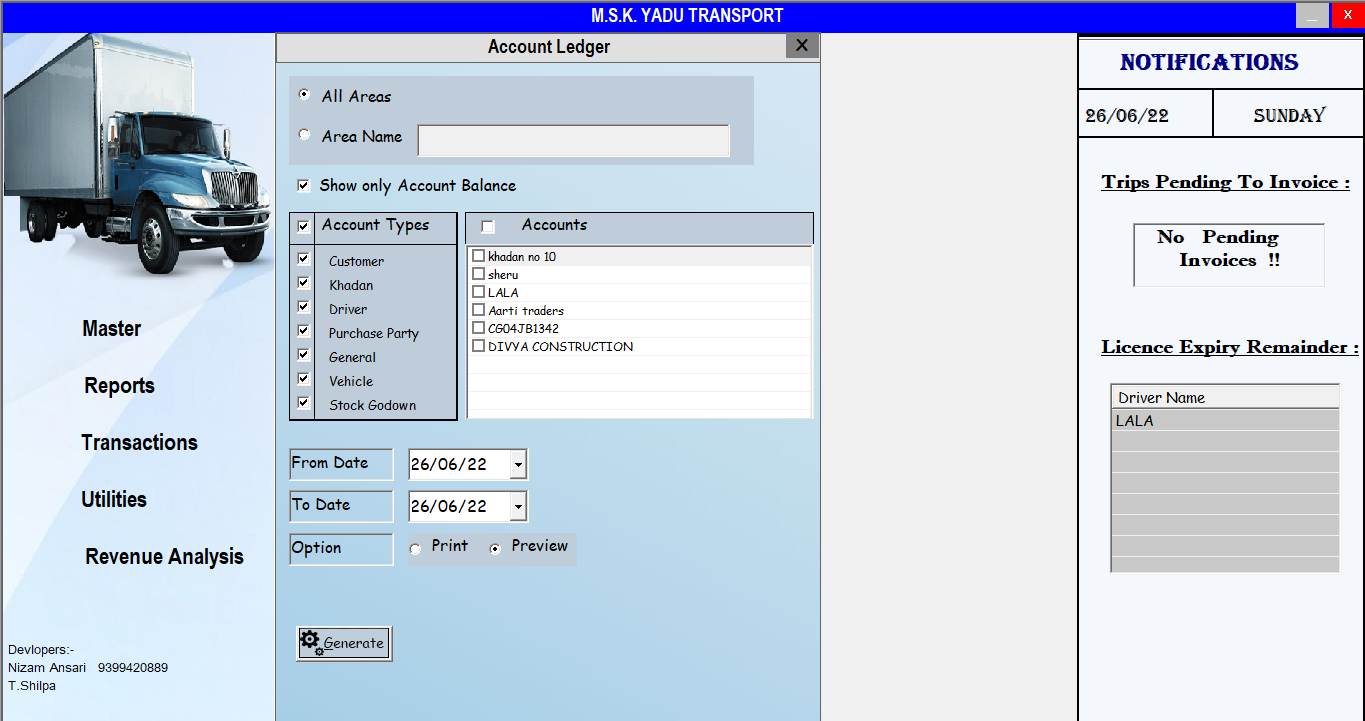 M.S.K. YADU TRANSPORT
_ X
Account Ledger X
All Areas
Area Name
Show only Account Balance
Account Types
Customer
Khadan
Driver
Purchase Party
General
Vehicle
Stock Godown
Accounts
khadan no 10
sheru
LALA
Aarti traders
CG04JB1342
DIVYA CONSTRUCTION
From Date 26/06/22
To Date 26/06/22
Option Print Preview
Generate
Master
Reports
Transactions
Utilities
Revenue Analysis
Devlopers:-
Nizam Ansari 9399420889
T.Shilpa
NOTIFICATIONS
26/06/22 SUNDAY
Trips Pending To Invoice :
No Pending
Invoices !!
Licence Expiry Remainder :
Driver Name
LALA